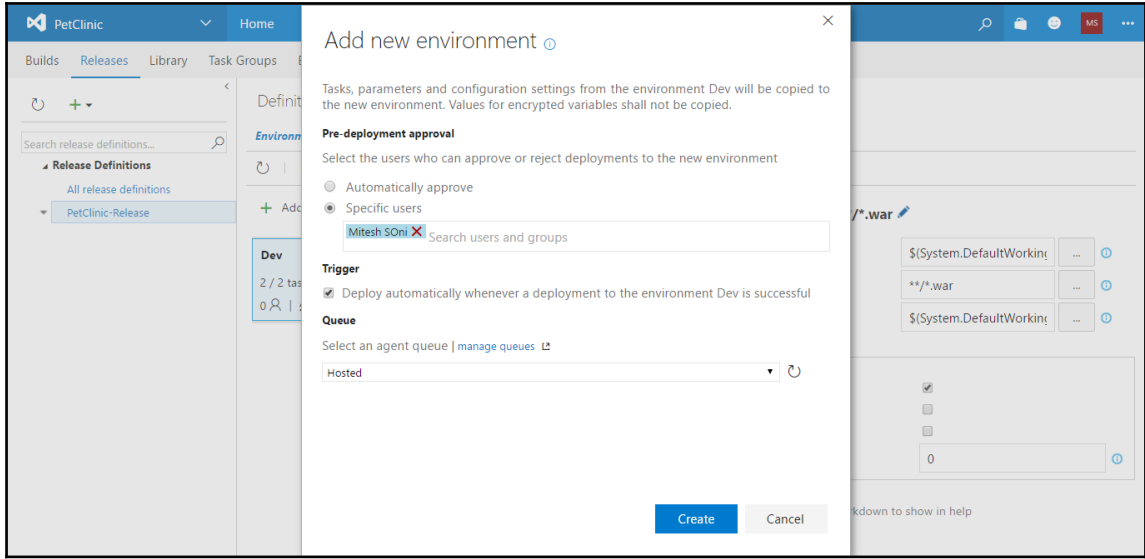 PetClinic
Home
MS
Builds Releases Library Task Groups
Search release definitions...
Release Definitions
All release definitions
PetClinic-Release
Definit
Environm
Add
Dev
2 / 2 tas
0
Add new environment
Tasks, parameters and configuration settings from the environment Dev will be copied to
the new environment. Values for encrypted variables shall not be copied.
Pre-deployment approval
Select the users who can approve or reject deployments to the new environment
Automatically approve
Specific users
Mitesh SOni Search users and groups
Trigger
Deploy automatically whenever a deployment to the environment Dev is successful
Queue
Select an agent queue | manage queues
Hosted
Create Cancel
/*.war
$(System.DefaultWorking ...
**/*.war ...
$(System.DefaultWorking ...
0
kdown to show in help